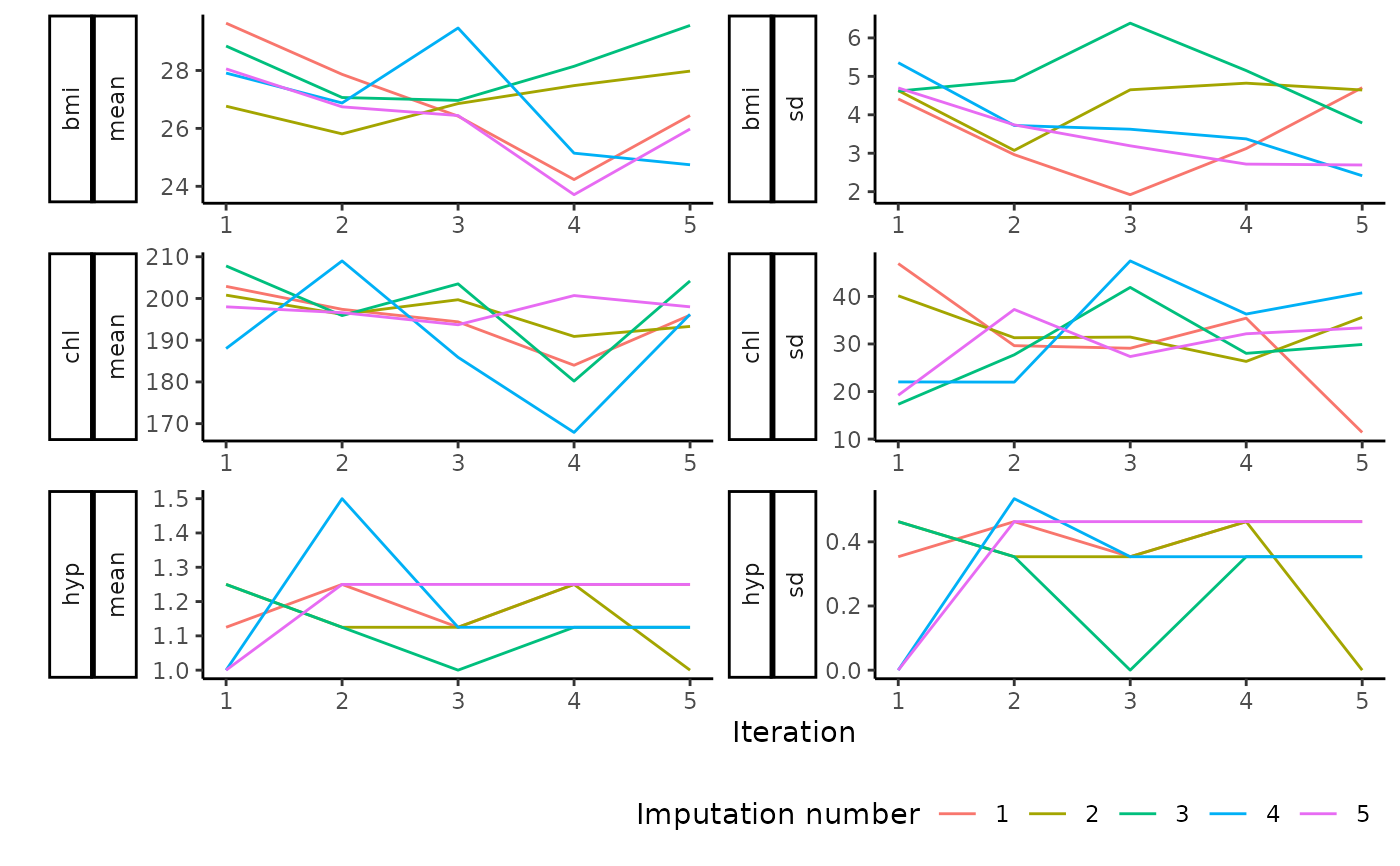 bmi mean
28
26
24
1 2 3 4 5
bmi sd
6
5
4
3
2
1 2 3 4 5
chl mean
210
200
190
180
170
1 2 3 4 5
chl sd
40
30
20
10
1 2 3 4 5
hyp mean
1.5
1.4
1.3
1.2
1.1
1.0
1 2 3 4 5
hyp sd
0.4
0.2
0.0
1 2 3 4 5
Iteration
Imputation number 1 2 3 4 5